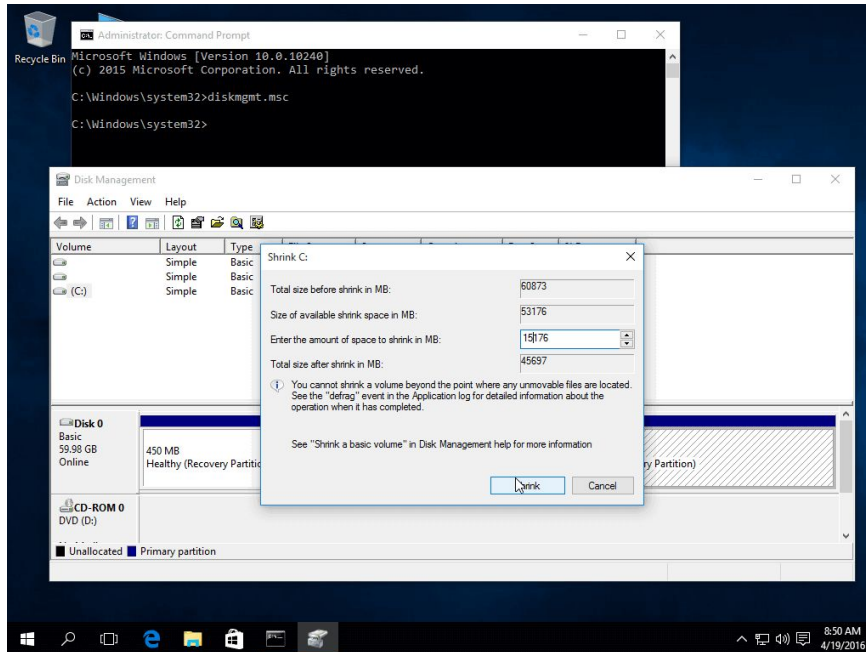 Recycle Bin
Administrator: Command Prompt
Microsoft Windows [Version 10.0.10240]
(c) 2015 Microsoft Corporation. All rights reserved.
C:\Windows\system32>diskmgmt.msc
C:\Windows\system32>
Disk Management
File Action View Help
Volume Layout Type
Simple Basic
Simple Basic
(C:) Simple Basic
Shrink C:
Total size before shrink in MB: 60873
Size of available shrink space in MB: 53176
Enter the amount of space to shrink in MB: 15176
Total size after shrink in MB: 45697
You cannot shrink a volume beyond the point where any unmovable files are located.
See the "defrag" event in the Application log for detailed information about the
operation when it has completed.
See "Shrink a basic volume" in Disk Management help for more information
Shrink Cancel
Disk 0
Basic
59.98 GB
Online
450 MB
Healthy (Recovery Partitio
ry Partition)
CD-ROM 0
DVD (D:)
Unallocated Primary partition
8:50 AM
4/19/2016